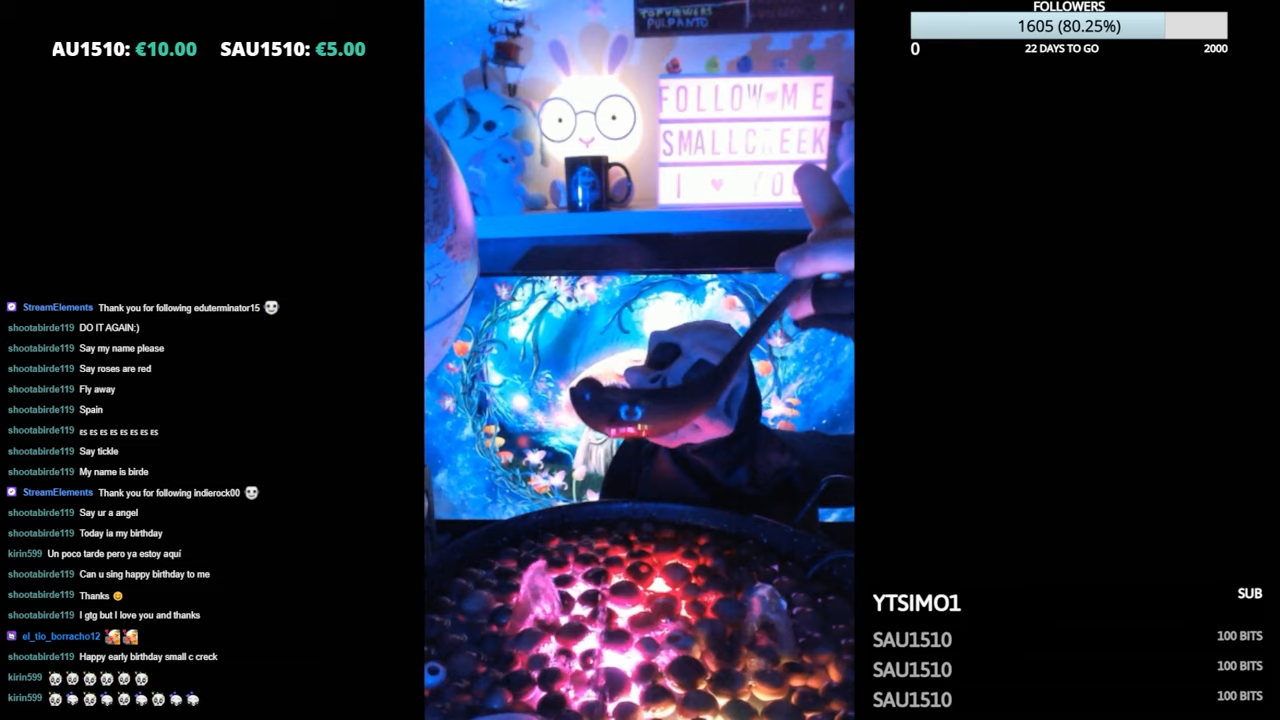 AU1510: €10.00 SAU1510: €5.00
FOLLOWERS
1605 (80.25%)
0 22 DAYS TO GO 2000
PULPANTO
FOLLOW ME
SMALLC EEK
I ♥ YOU
StreamElements Thank you for following eduterminator15
shootabirde119 DO IT AGAIN:)
shootabirde119 Say my name please
shootabirde119 Say roses are red
shootabirde119 Fly away
shootabirde119 Spain
shootabirde119 ES ES ES ES ES ES ES ES
shootabirde119 Say tickle
shootabirde119 My name is birde
StreamElements Thank you for following indierock00
shootabirde119 Say ur a angel
shootabirde119 Today ia my birthday
kirin599 Un poco tarde pero ya estoy aquí
shootabirde119 Can u sing happy birthday to me
shootabirde119 Thanks 😊
shootabirde119 I gtg but I love you and thanks
el_tio_borracho12
shootabirde119 Happy early birthday small c creck
kirin599
kirin599
YTSIMO1 SUB
SAU1510 100 BITS
SAU1510 100 BITS
SAU1510 100 BITS